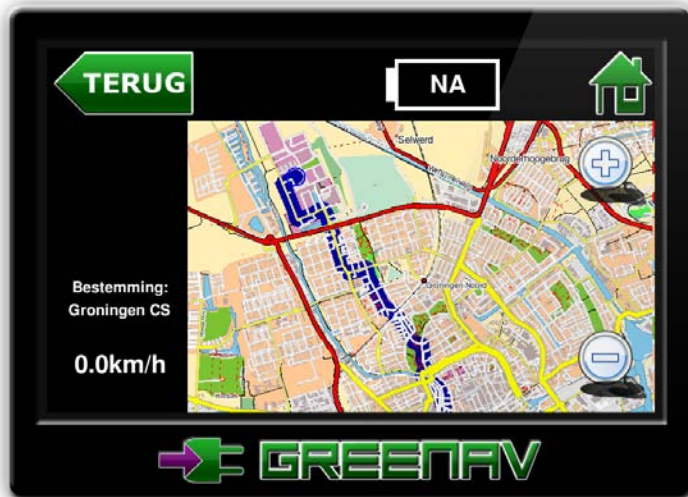 TERUG
NA
Selwerd
Noorderhoogebrug
Groningen Noord
Bestemming:
Groningen CS
0.0km/h
GREENAV